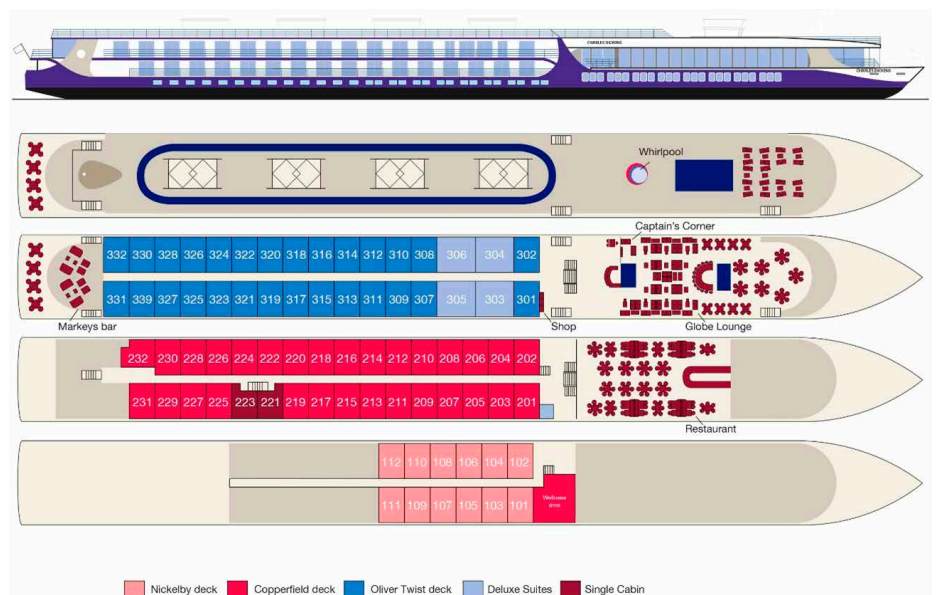 CHARLES DICKENS
CHARLES DICKENS
Whirlpool
Captain's Corner
332 330 328 326 324 322 320 318 316 314 312 310 308 306 304 302
331 339 327 325 323 321 319 317 315 313 311 309 307 305 303 301
Markeys bar
Shop
Globe Lounge
232 230 228 226 224 222 220 218 216 214 212 210 208 206 204 202
231 229 227 225 223 221 219 217 215 213 211 209 207 205 203 201
Restaurant
112 110 108 106 104 102
111 109 107 105 103 101
Wellness
area
Nickelby deck
Copperfield deck
Oliver Twist deck
Deluxe Suites
Single Cabin